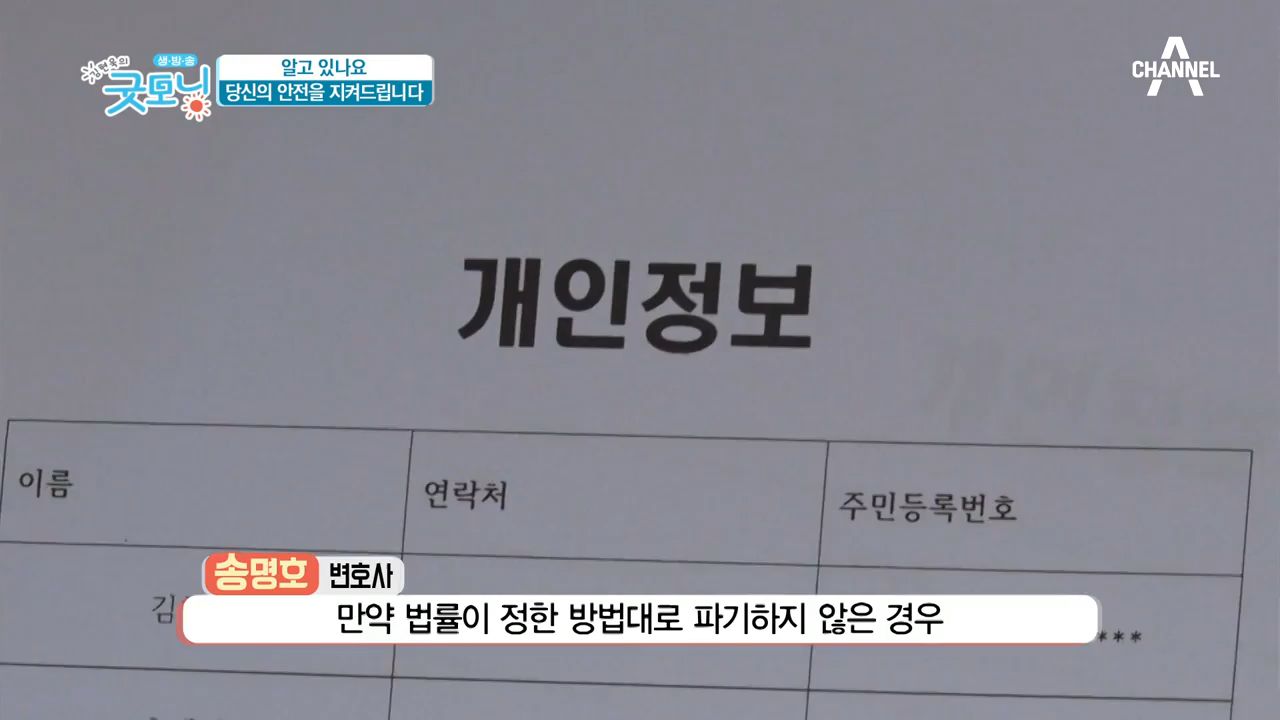 생·방·송
굿모닝
알고 있나요
당신의 안전을 지켜드립니다
CHANNEL A
개인정보
이름
연락처
주민등록번호
김
***
송명호 변호사
만약 법률이 정한 방법대로 파기하지 않은 경우